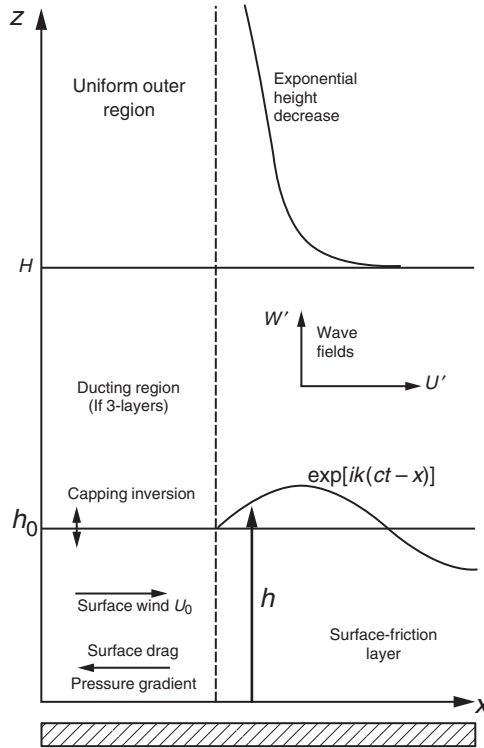 z
Uniform outer
region
Exponential
height
decrease
H
W′
Wave
fields
U′
Ducting region
(If 3-layers)
exp[ik(ct – x)]
Capping inversion
h0
h
Surface wind U0
Surface drag
Pressure gradient
Surface-friction
layer
x